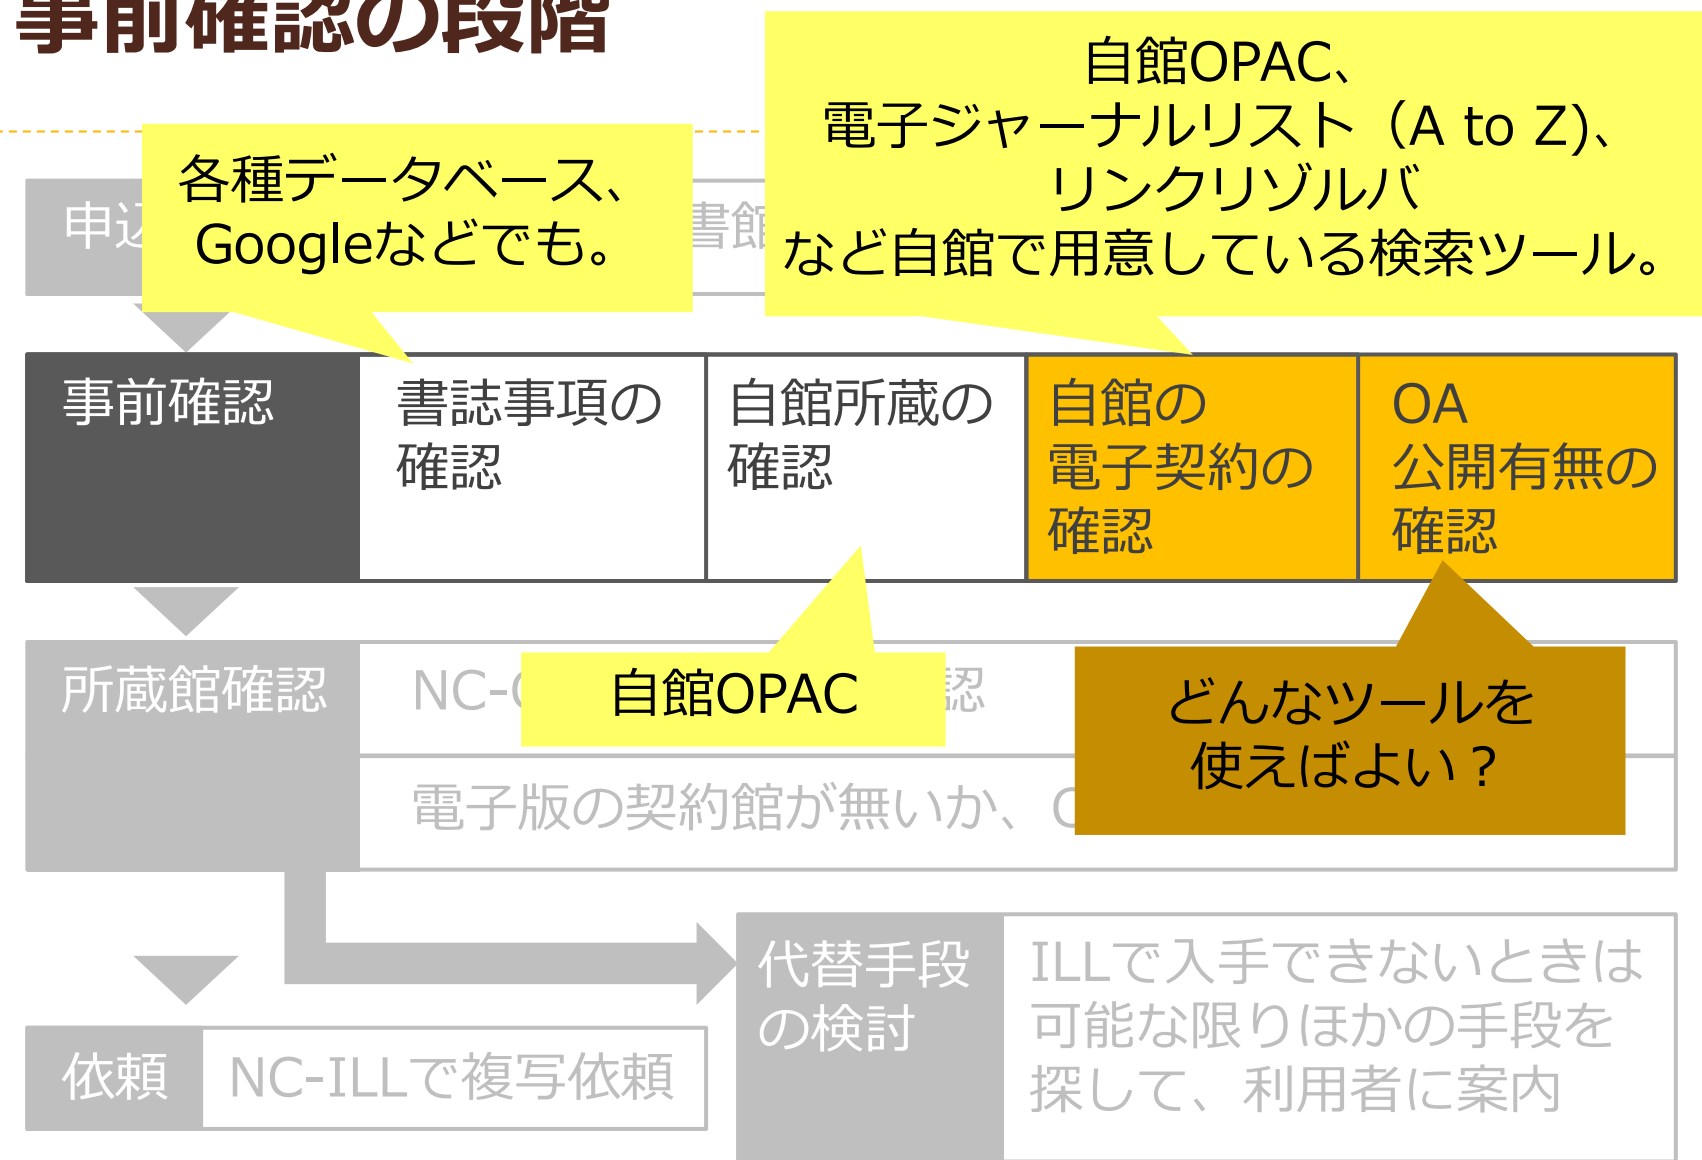 事前確認の段階
自館OPAC、
電子ジャーナルリスト（A to Z)、
リンクリゾルバ
など自館で用意している検索ツール。
各種データベース、
Googleなどでも。
申込
書館
事前確認
書誌事項の
確認
自館所蔵の
確認
自館の
電子契約の
確認
OA
公開有無の
確認
所蔵館確認
NC-
認
自館OPAC
どんなツールを
使えばよい？
電子版の契約館が無いか、
代替手段
の検討
ILLで入手できないときは
可能な限りほかの手段を
探して、利用者に案内
依頼
NC-ILLで複写依頼